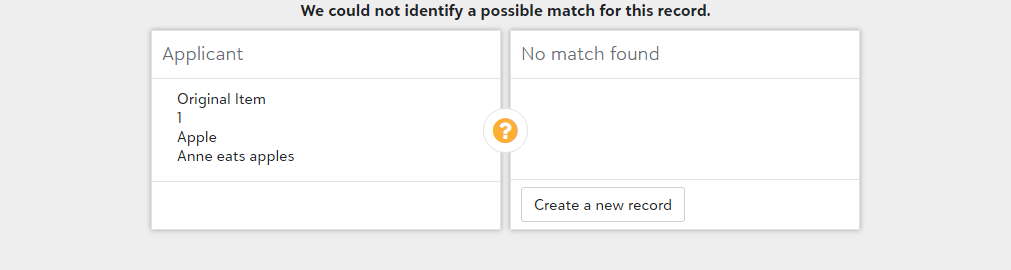 We could not identify a possible match for this record.
Applicant
Original Item
1
Apple
Anne eats apples
?
No match found
Create a new record